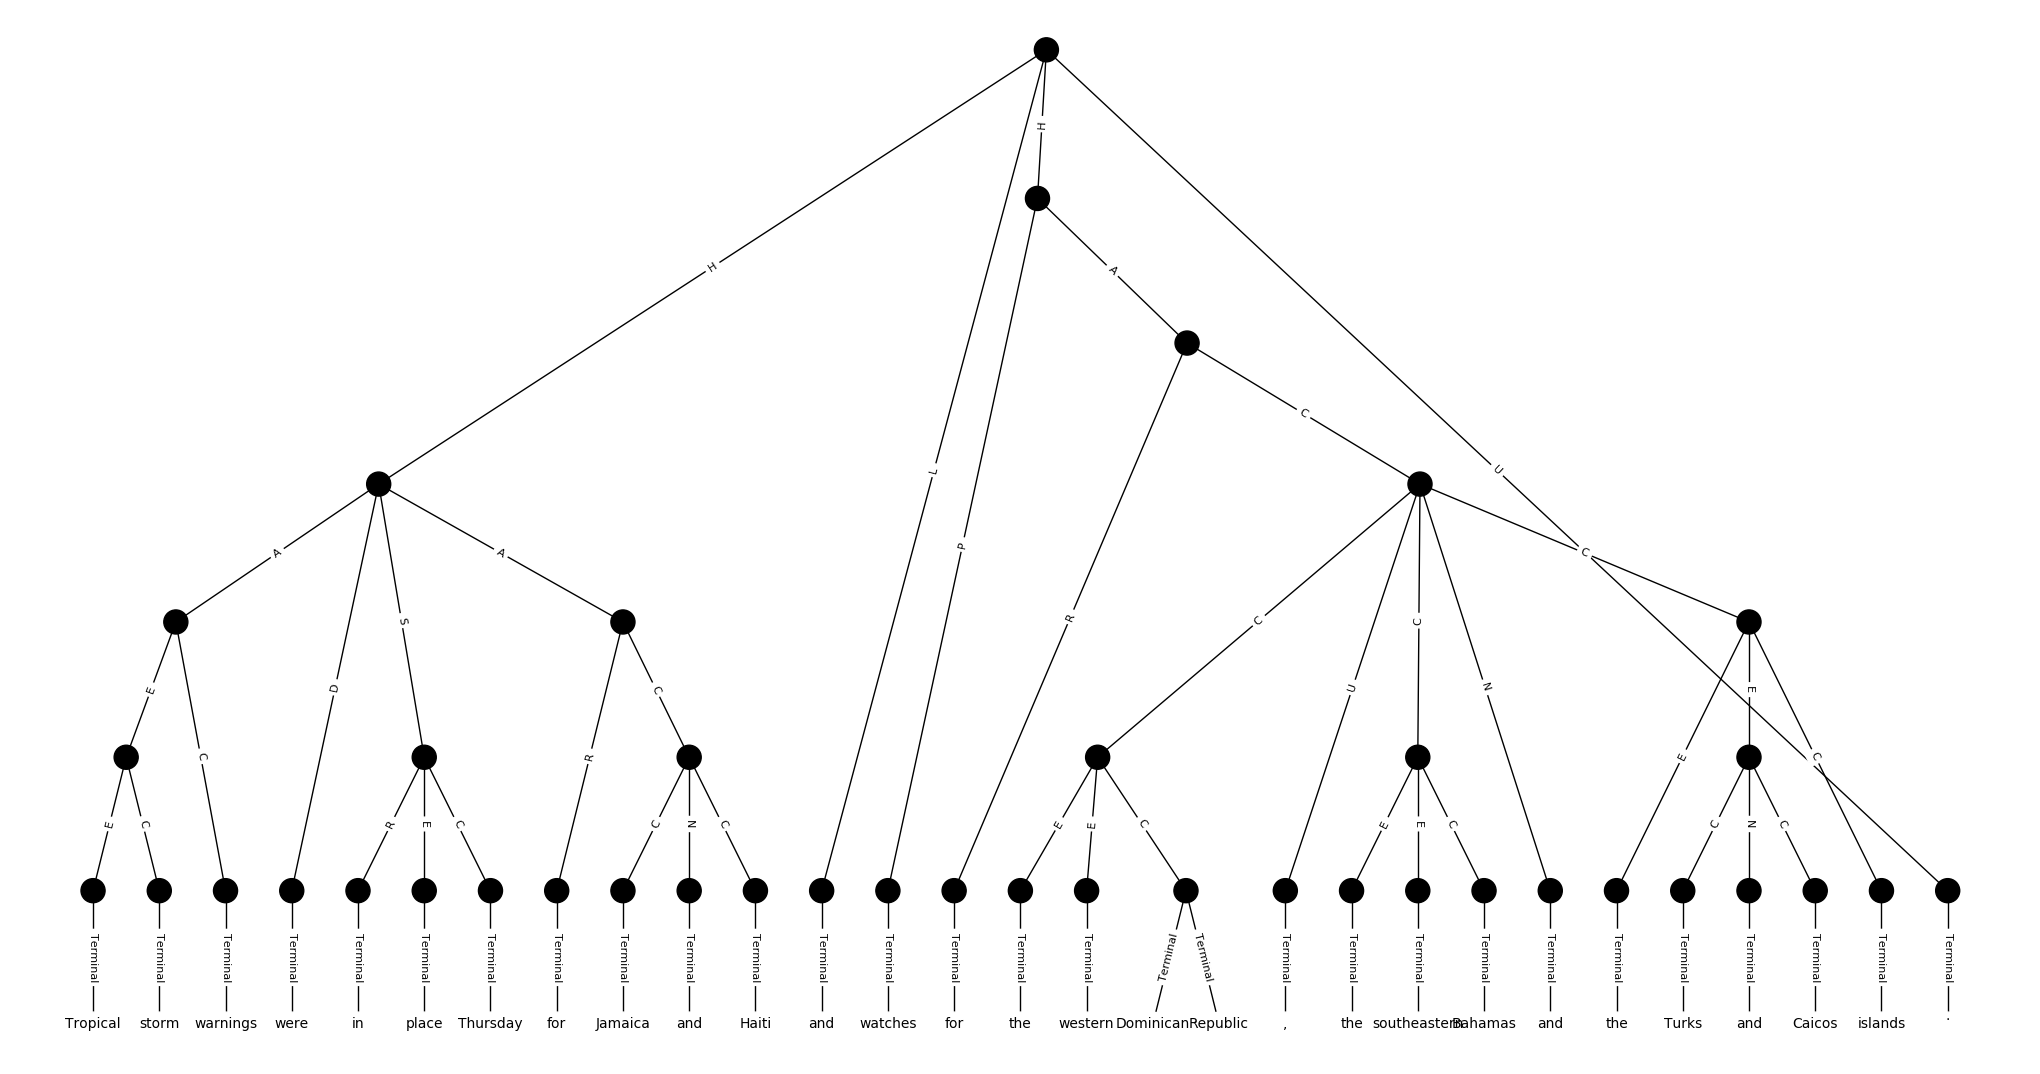 H
H
A
A
L
C
U
P
A
A
C
E
D
S
R
C
C
U
C
N
E
E
C
C
R
E
C
E
C
R
E
C
C
N
C
E
E
C
E
E
C
C
N
C
Terminal Terminal Terminal Terminal Terminal Terminal Terminal Terminal Terminal Terminal Terminal Terminal Terminal Terminal Terminal Terminal Terminal Terminal Terminal Terminal Terminal Terminal Terminal Terminal Terminal Terminal Terminal Terminal Terminal
Tropical storm warnings were in place Thursday for Jamaica and Haiti and watches for the western Dominican Republic , the southeastern Bahamas and the Turks and Caicos islands .